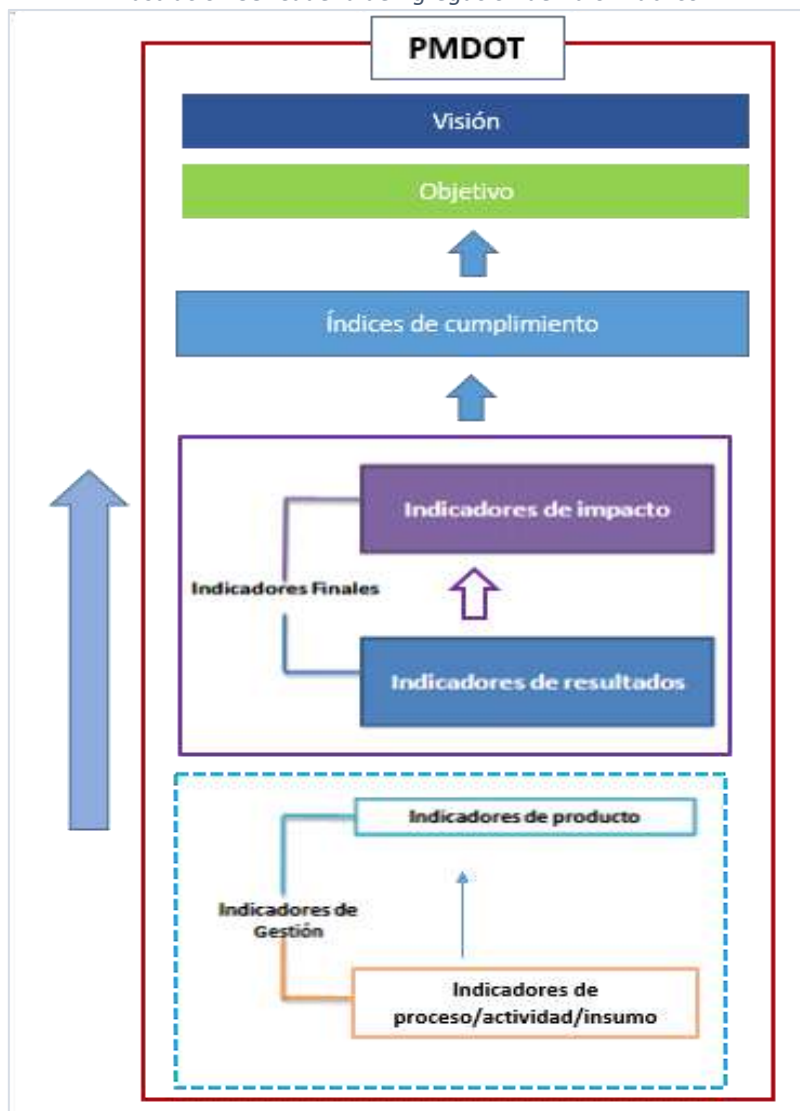 PMDOT
Visión
Objetivo
Índices de cumplimiento
Indicadores de impacto
Indicadores Finales
Indicadores de resultados
Indicadores de producto
Indicadores de
Gestión
Indicadores de
proceso/actividad/insumo